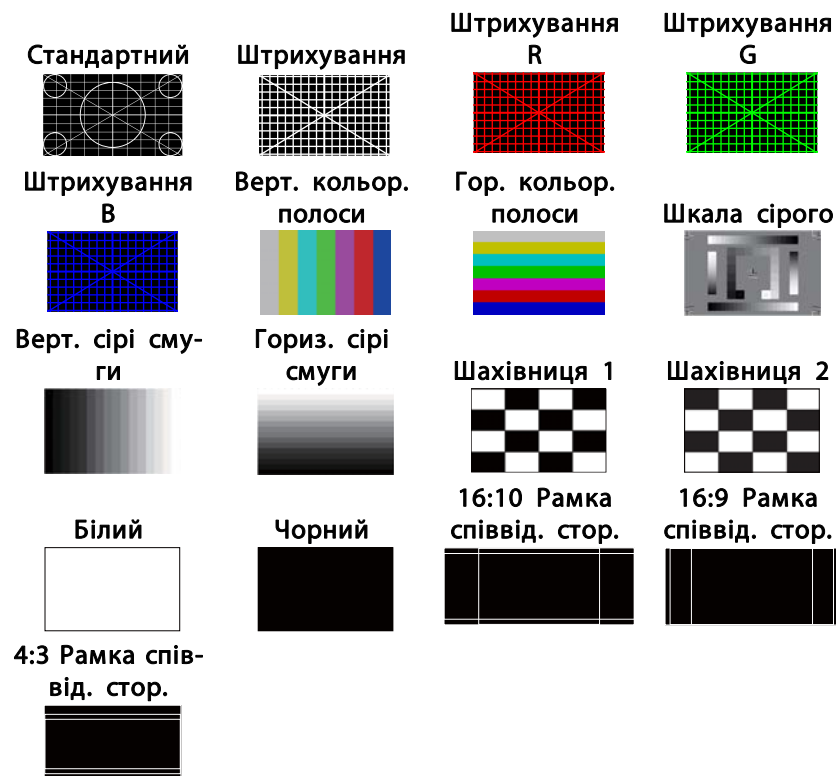 Стандартний
Штрихування
Штрихування
R
Штрихування
G
Штрихування
B
Верт. кольор.
полоси
Гор. кольор.
полоси
Шкала сірого
Верт. сірі сму-
ги
Гориз. сірі
смуги
Шахівниця 1
Шахівниця 2
Білий
Чорний
16:10 Рамка
співвід. стор.
16:9 Рамка
співвід. стор.
4:3 Рамка спів-
від. стор.